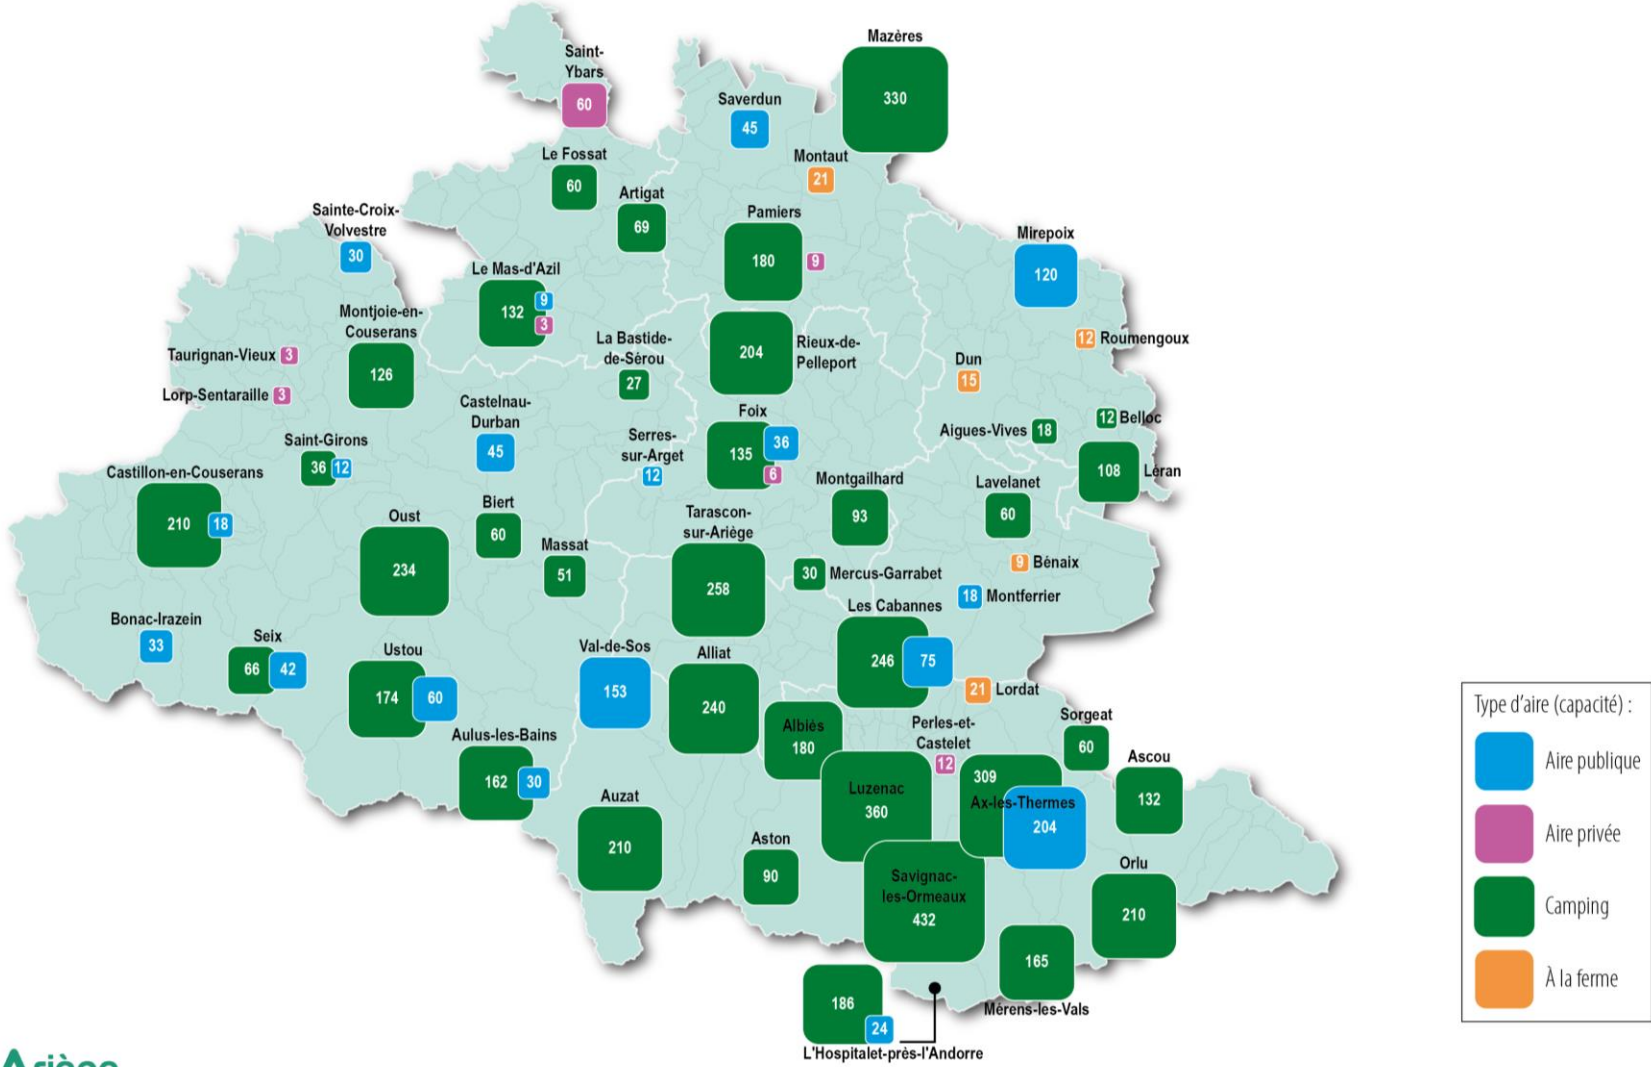 Mazères
330
Saint-
Ybars
60
Saverdun
45
Montaut
21
Le Fossat
60
Artigat
69
Sainte-Croix-
Volvestre
30
Pamiers
180
9
Mirepoix
120
Le Mas-d'Azil
132
9
3
Montjoie-en-
Couserans
126
Taurignan-Vieux 3
Lorp-Sentaraille 3
La Bastide-
de-Sérou
27
204
Rieux-de-
Pelleport
12 Roumengoux
Dun
15
Castelnau-
Durban
45
Foix
135
36
6
Aigues-Vives 18
12 Belloc
108 Léran
Saint-Girons
36 12
Serres-
sur-Arget
12
Castillon-en-Couserans
210 18
Montgailhard
93
Lavelanet
60
Oust
234
Biert
60
Massat
51
Tarascon-
sur-Ariège
258
30 Mercus-Garrabet
9 Bénaix
18 Montferrier
Bonac-Irazein
33
Seix
66 42
Ustou
174 60
Val-de-Sos
153
Alliat
240
Les Cabannes
246 75
21 Lordat
Aulus-les-Bains
162 30
Albiès
180
Perles-et-
Castelet
12
Sorgeat
60
Ascou
132
309
Ax-les-Thermes
204
Luzenac
360
Auzat
210
Aston
90
Savignac-
les-Ormeaux
432
Orlu
210
165
Mérens-les-Vals
186
24
L'Hospitalet-près-l'Andorre
Type d'aire (capacité) :
Aire publique
Aire privée
Camping
À la ferme